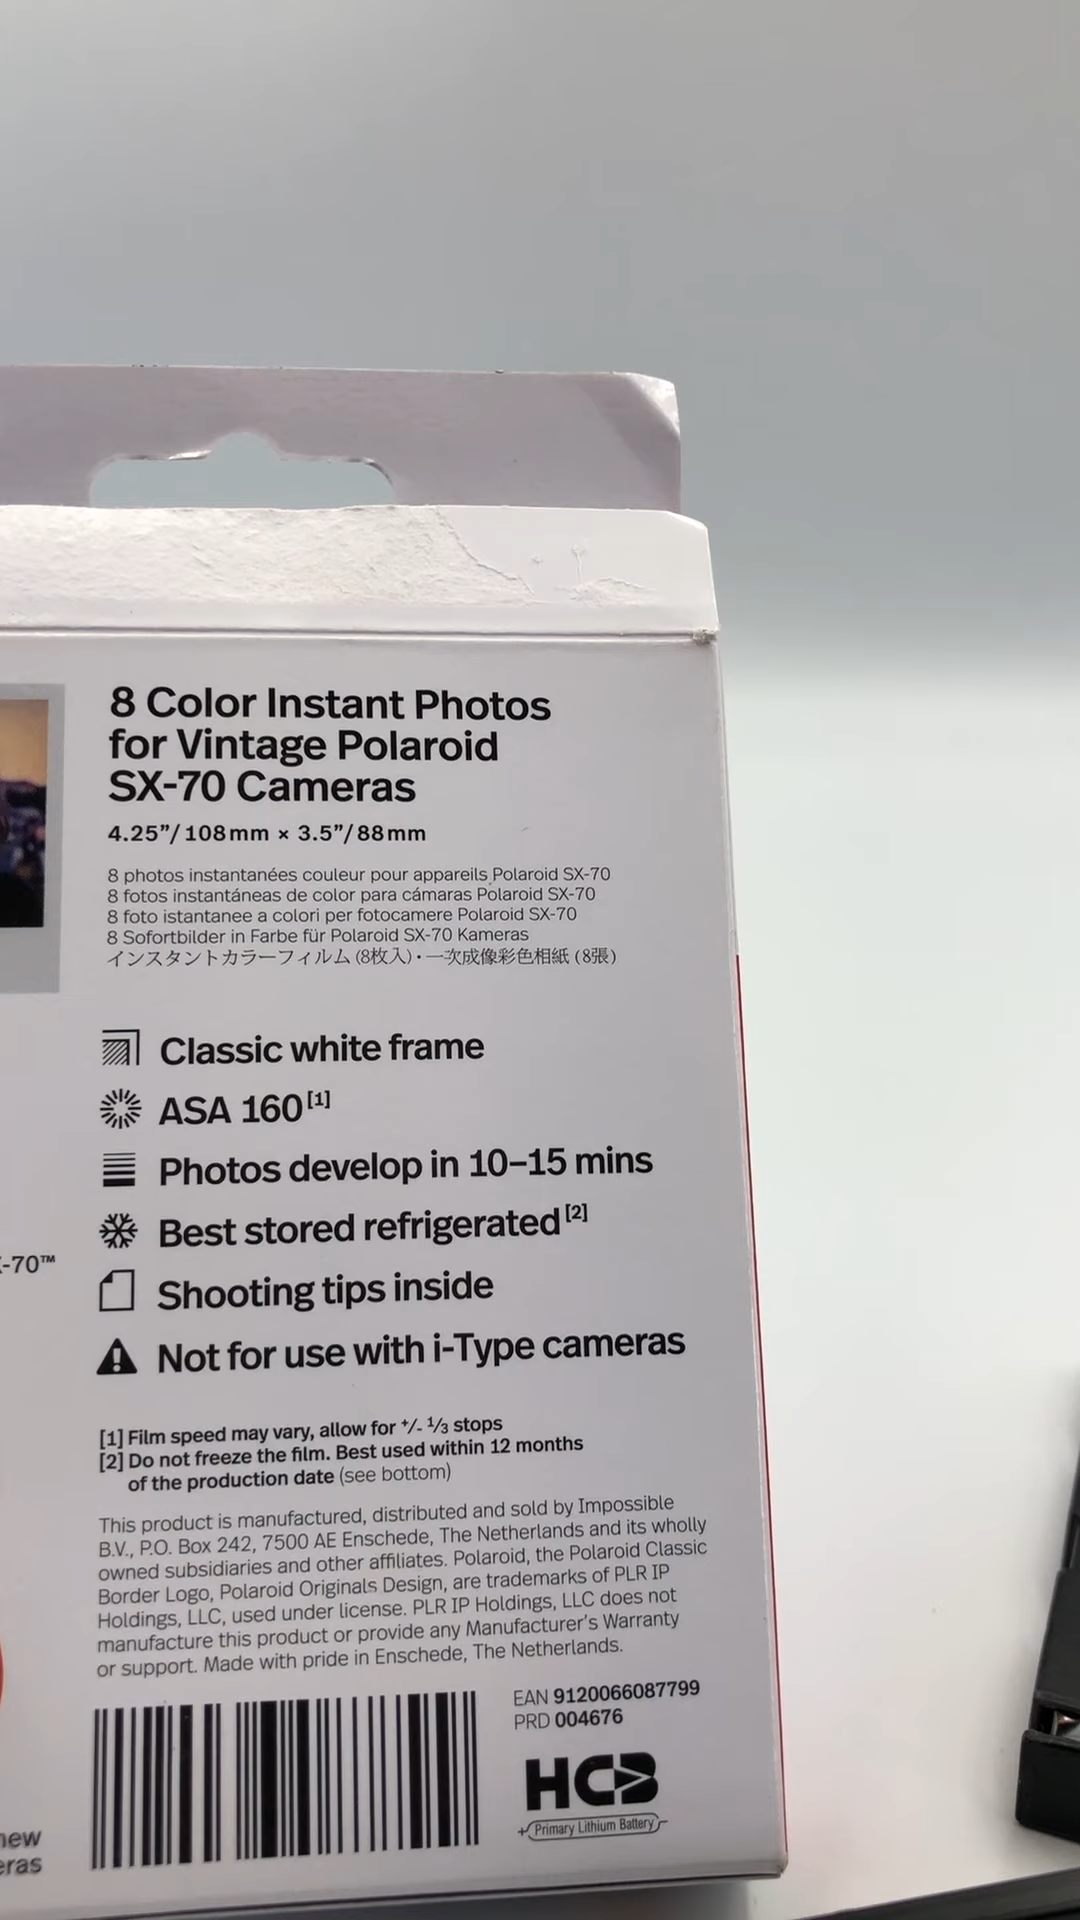 8 Color Instant Photos
for Vintage Polaroid
SX-70 Cameras
4.25”/108mm × 3.5”/88mm
8 photos instantanées couleur pour appareils Polaroid SX-70
8 fotos instantáneas de color para cámaras Polaroid SX-70
8 foto istantanee a colori per fotocamere Polaroid SX-70
8 Sofortbilder in Farbe für Polaroid SX-70 Kameras
インスタントカラーフィルム (8枚入)・一次成像彩色相紙 (8張)
Classic white frame
ASA 160[1]
Photos develop in 10–15 mins
Best stored refrigerated[2]
-70™
Shooting tips inside
Not for use with i-Type cameras
[1] Film speed may vary, allow for +/- 1/3 stops
[2] Do not freeze the film. Best used within 12 months
of the production date (see bottom)
This product is manufactured, distributed and sold by Impossible
B.V., P.O. Box 242, 7500 AE Enschede, The Netherlands and its wholly
owned subsidiaries and other affiliates. Polaroid, the Polaroid Classic
Border Logo, Polaroid Originals Design, are trademarks of PLR IP
Holdings, LLC, used under license. PLR IP Holdings, LLC does not
manufacture this product or provide any Manufacturer's Warranty
or support. Made with pride in Enschede, The Netherlands.
EAN 9120066087799
PRD 004676
HCB
+ Primary Lithium Battery -